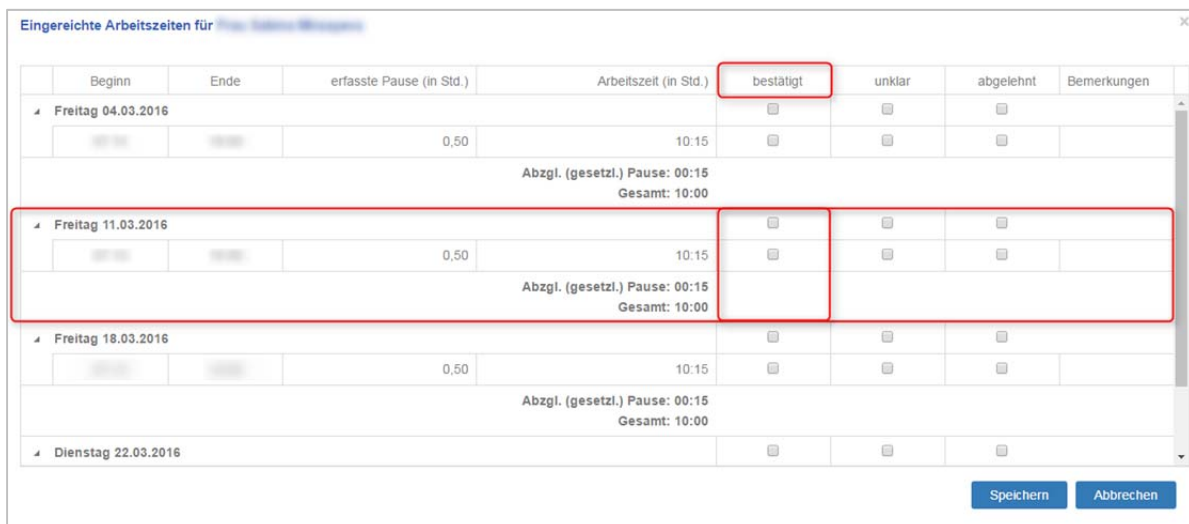 Eingereichte Arbeitszeiten für
Beginn Ende erfasste Pause (in Std.) Arbeitszeit (in Std.) bestätigt unklar abgelehnt Bemerkungen
Freitag 04.03.2016
0,50 10:15
Abzgl. (gesetzl.) Pause: 00:15
Gesamt: 10:00
Freitag 11.03.2016
0,50 10:15
Abzgl. (gesetzl.) Pause: 00:15
Gesamt: 10:00
Freitag 18.03.2016
0,50 10:15
Abzgl. (gesetzl.) Pause: 00:15
Gesamt: 10:00
Dienstag 22.03.2016
Speichern Abbrechen